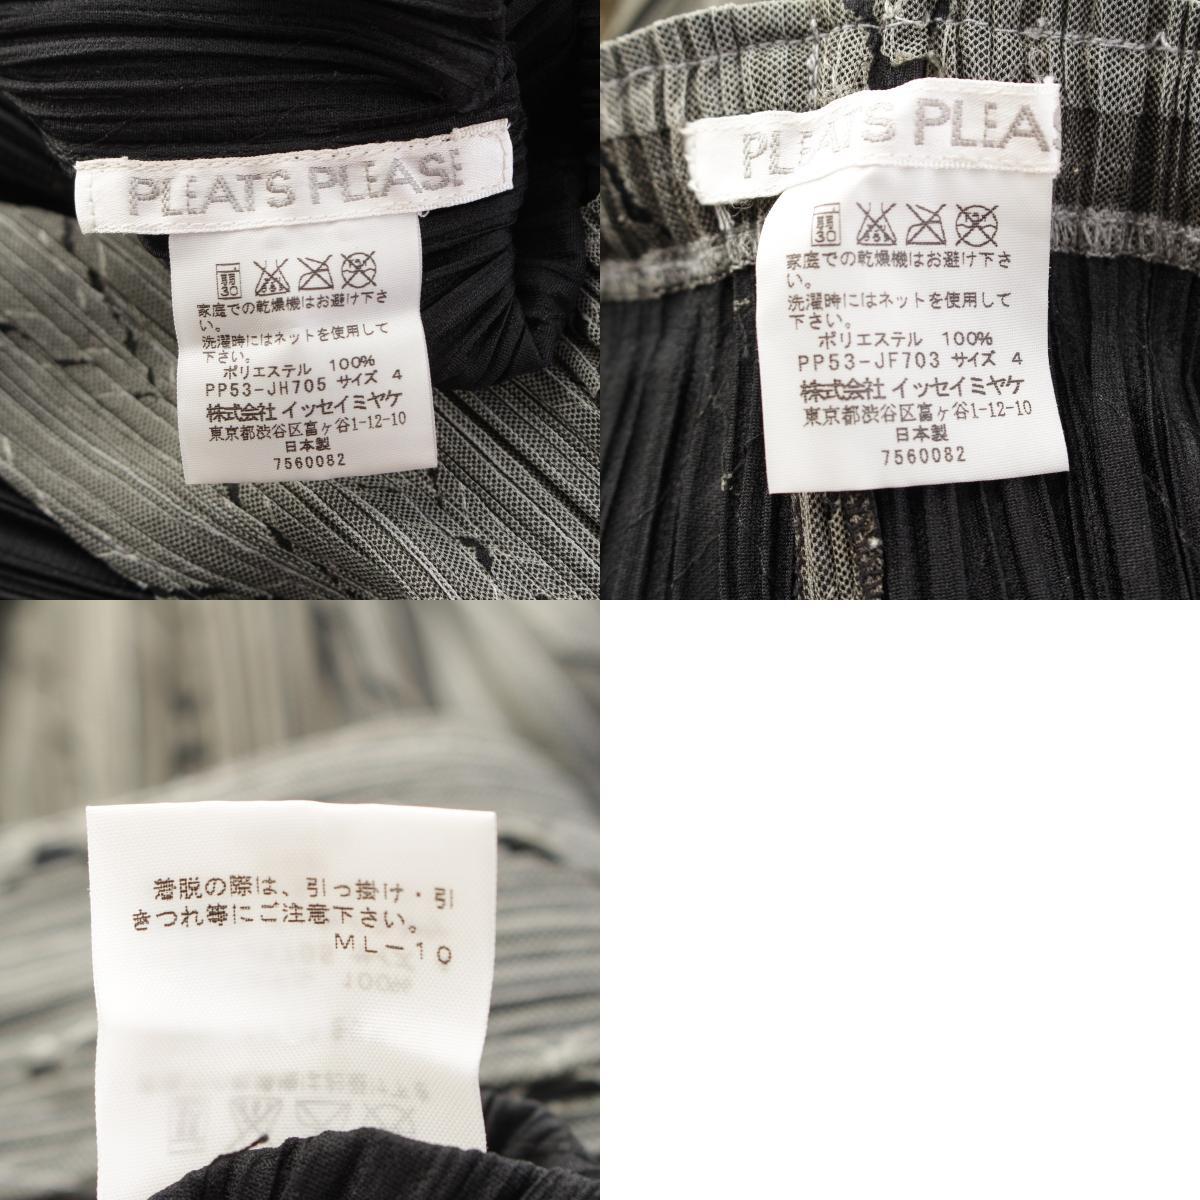 PLEATS PLEASE
弱
30
家庭での乾燥機はお避け下さ
い。
洗濯時にはネットを使用して
下さい。
ポリエステル 100%
PP53-JH705 サイズ 4
株式会社 イッセイミヤケ
東京都渋谷区富ヶ谷1-12-10
日本製
7560082
PLEATS PLEA
弱
30
家庭での乾燥機はお避け下さ
い。
洗濯時にはネットを使用して
下さい。
ポリエステル 100%
PP53-JF703 サイズ 4
株式会社 イッセイミヤケ
東京都渋谷区富ヶ谷1-12-10
日本製
7560082
着脱の際は、引っ掛け・引
きつれ等にご注意下さい。
ML-10